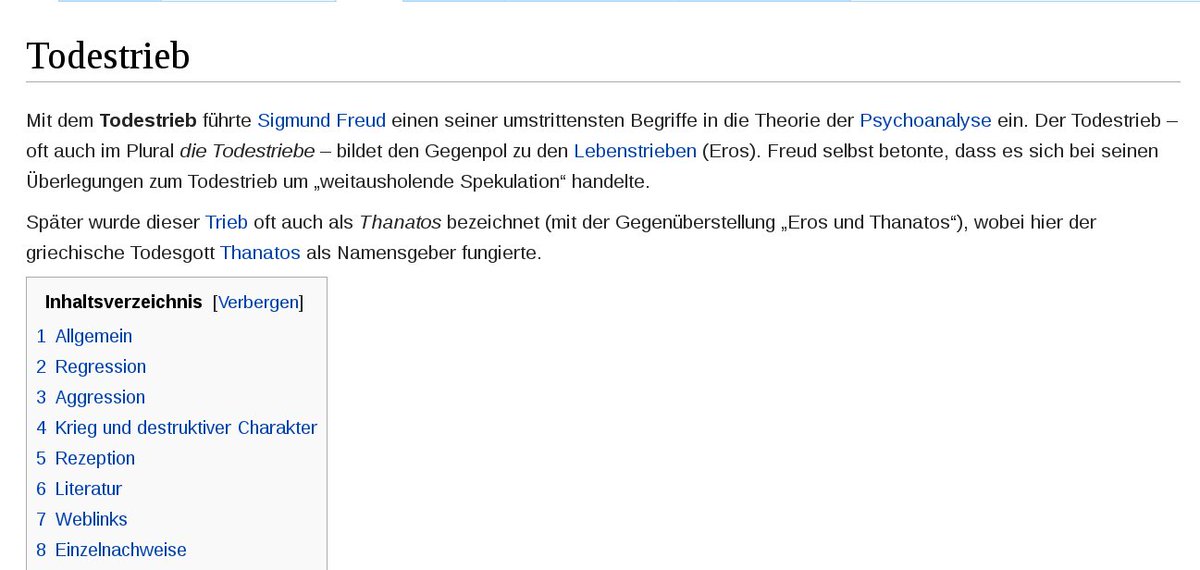 Todestrieb
Mit dem Todestrieb führte Sigmund Freud einen seiner umstrittensten Begriffe in die Theorie der Psychoanalyse ein. Der Todestrieb –
oft auch im Plural die Todestriebe – bildet den Gegenpol zu den Lebenstrieben (Eros). Freud selbst betonte, dass es sich bei seinen
Überlegungen zum Todestrieb um „weitausholende Spekulation“ handelte.
Später wurde dieser Trieb oft auch als Thanatos bezeichnet (mit der Gegenüberstellung „Eros und Thanatos“), wobei hier der
griechische Todesgott Thanatos als Namensgeber fungierte.
Inhaltsverzeichnis [Verbergen]
1 Allgemein
2 Regression
3 Aggression
4 Krieg und destruktiver Charakter
5 Rezeption
6 Literatur
7 Weblinks
8 Einzelnachweise